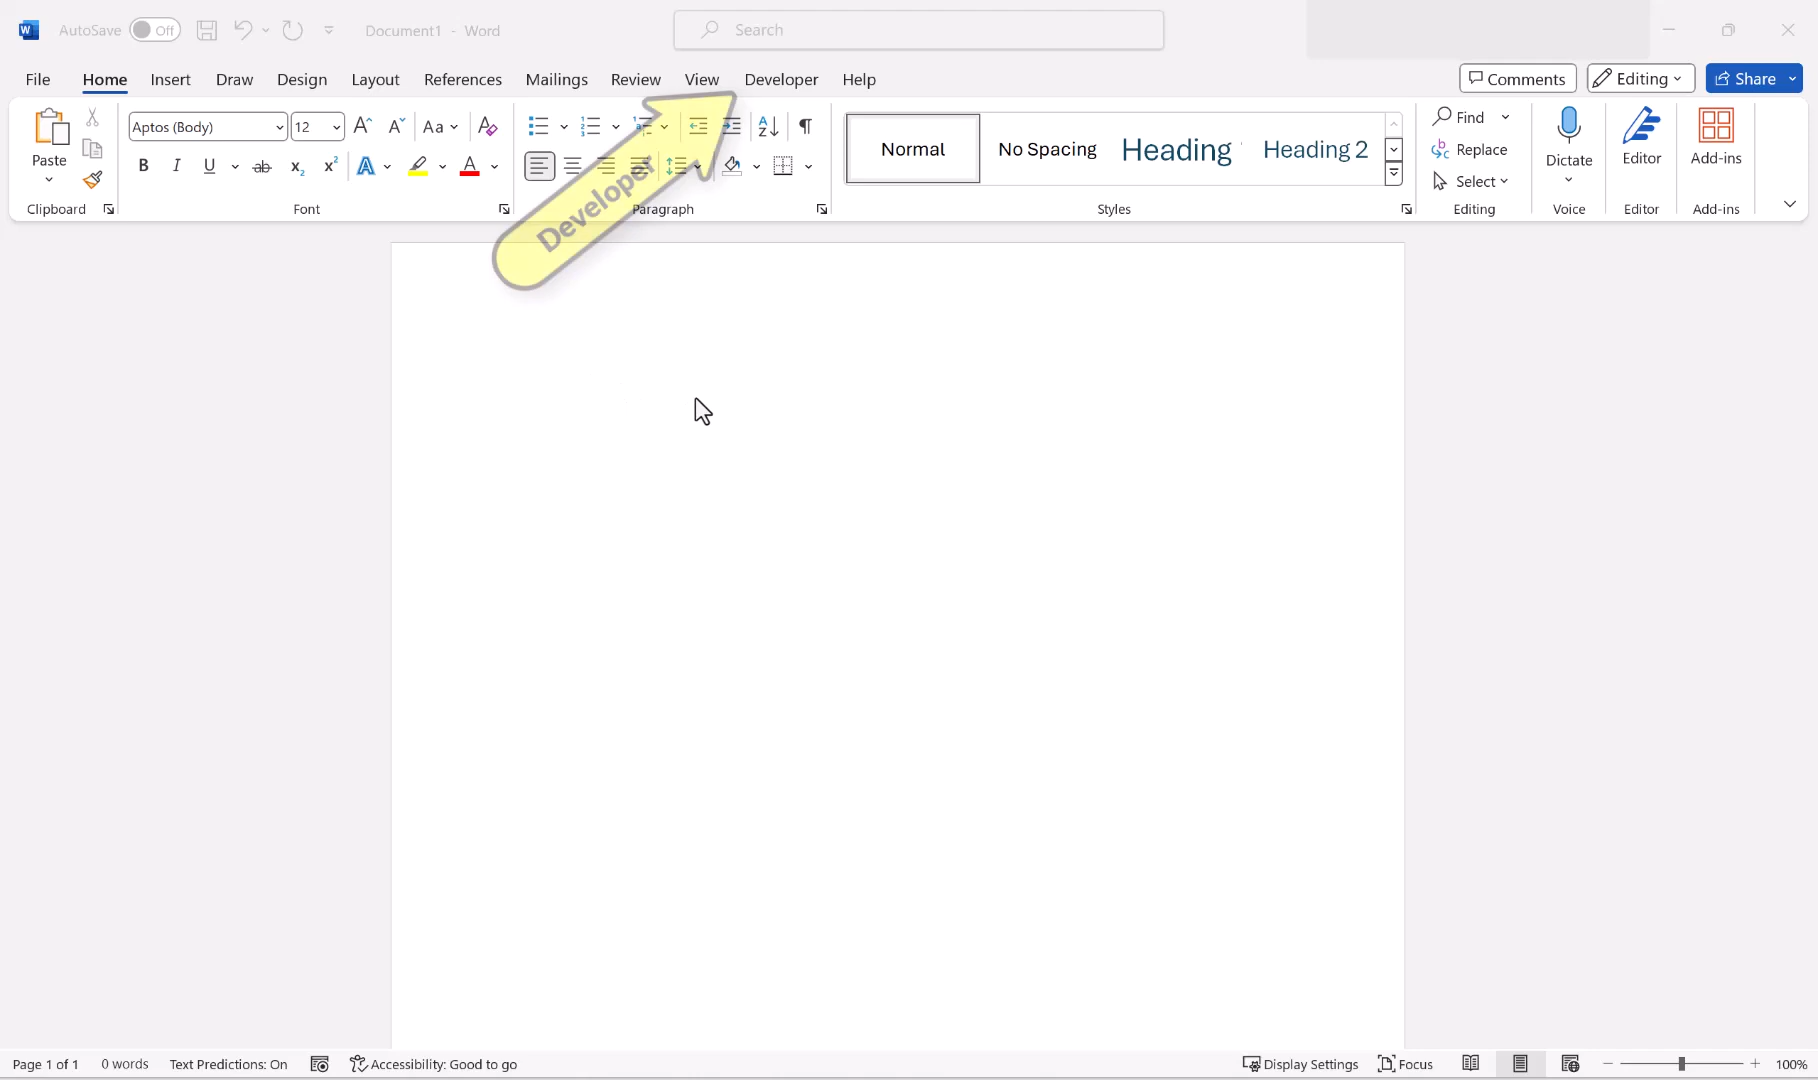 AutoSave Off Document1 - Word Search
File Home Insert Draw Design Layout References Mailings Review View Developer Help Comments Editing Share
Paste
Clipboard
Aptos (Body) 12
Font
Paragraph
Developer
Normal No Spacing Heading Heading 2
Styles
Find
Replace
Select
Editing
Dictate
Voice
Editor
Editor
Add-ins
Add-ins
Page 1 of 1 0 words Text Predictions: On Accessibility: Good to go Display Settings Focus 100%